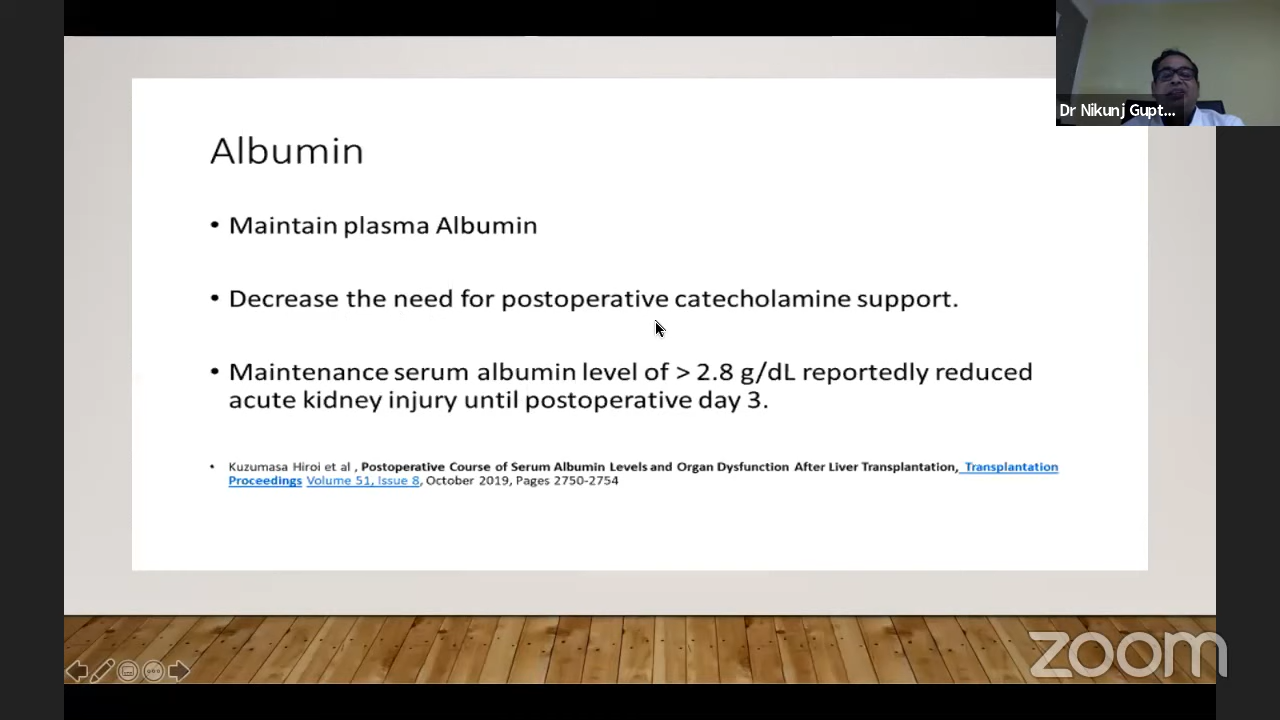 Dr Nikunj Gupt...
Albumin
• Maintain plasma Albumin
• Decrease the need for postoperative catecholamine support.
• Maintenance serum albumin level of > 2.8 g/dL reportedly reduced
acute kidney injury until postoperative day 3.
• Kuzumasa Hiroi et al , Postoperative Course of Serum Albumin Levels and Organ Dysfunction After Liver Transplantation, Transplantation
Proceedings Volume 51, Issue 8, October 2019, Pages 2750-2754
zoom